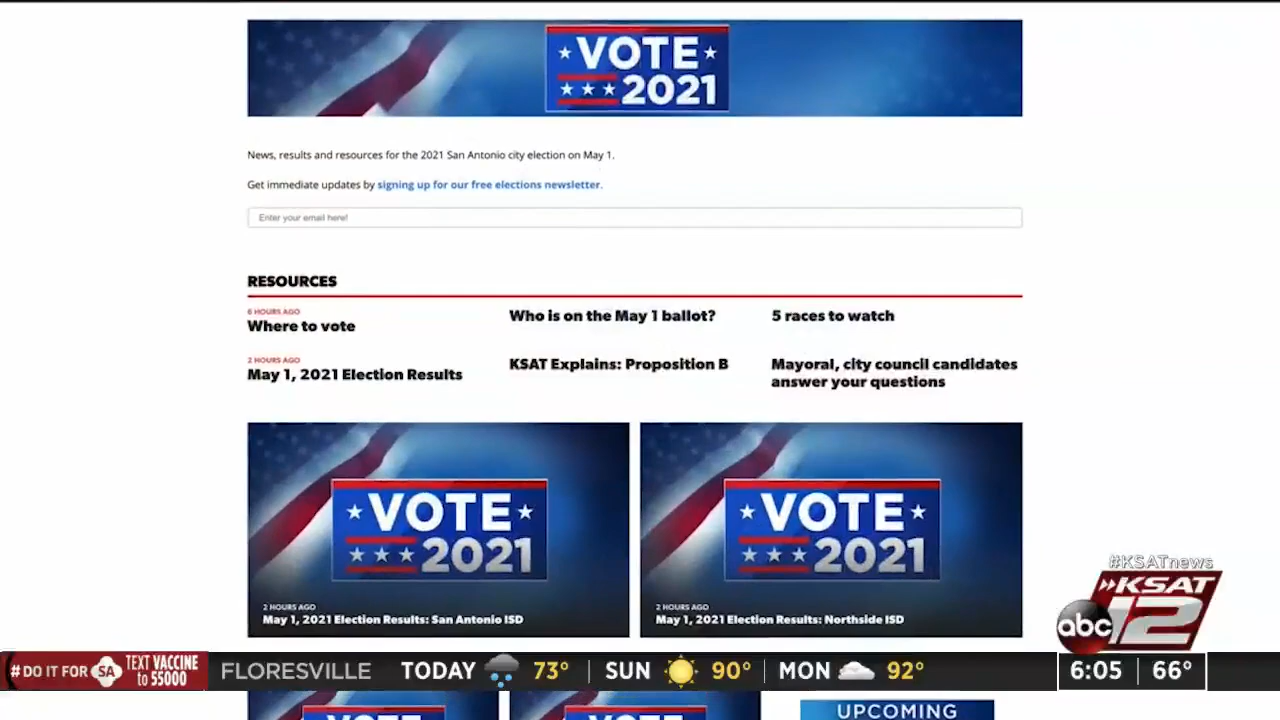 VOTE
2021
News, results and resources for the 2021 San Antonio city election on May 1.
Get immediate updates by signing up for our free elections newsletter.
Enter your email here!
RESOURCES
6 HOURS AGO
Where to vote
Who is on the May 1 ballot?
5 races to watch
2 HOURS AGO
May 1, 2021 Election Results
KSAT Explains: Proposition B
Mayoral, city council candidates
answer your questions
VOTE
2021
2 HOURS AGO
May 1, 2021 Election Results: San Antonio ISD
VOTE
2021
2 HOURS AGO
May 1, 2021 Election Results: Northside ISD
#KSATnews
KSAT
abc 12
#DO IT FOR SA TEXT VACCINE
to 55000
FLORESVILLE TODAY 73° SUN 90° MON 92° 6:05 66°
VOTE
VOTE
UPCOMING